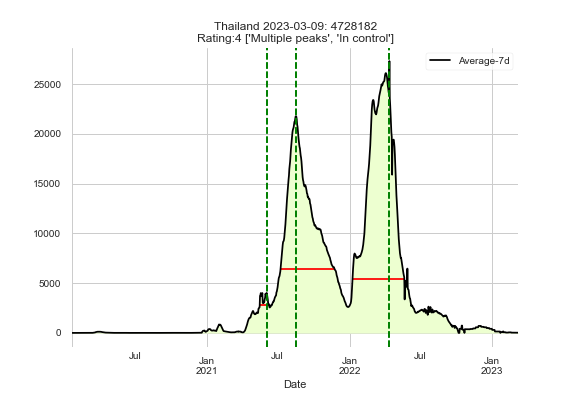 Thailand 2023-03-09: 4728182
Rating:4 ['Multiple peaks', 'In control']
Average-7d
25000
20000
15000
10000
5000
0
Jul
Jan
2021
Jul
Jan
2022
Jul
Jan
2023
Date